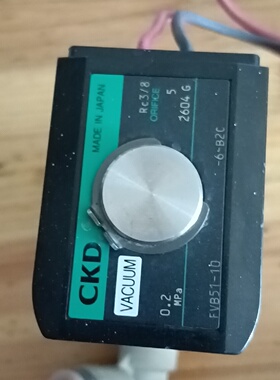 CKD
MADE IN JAPAN
VACUUM
Rc3/8
ORIFICE 5
2604 G
0.2
MPa
-6-B2C
FVB51-10